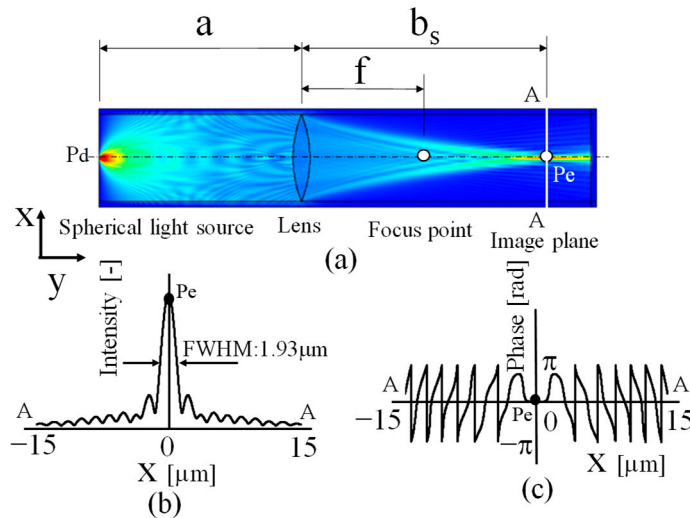 a
bₛ
f
A
Pd
Pe
A
X
Spherical light source
Lens
Focus point
Image plane
y
(a)
Intensity [-]
Pe
FWHM:1.93μm
A
A
−15
0
15
X [μm]
(b)
Phase [rad]
π
A
A
Pe
−15
0
15
−π
X [μm]
(c)